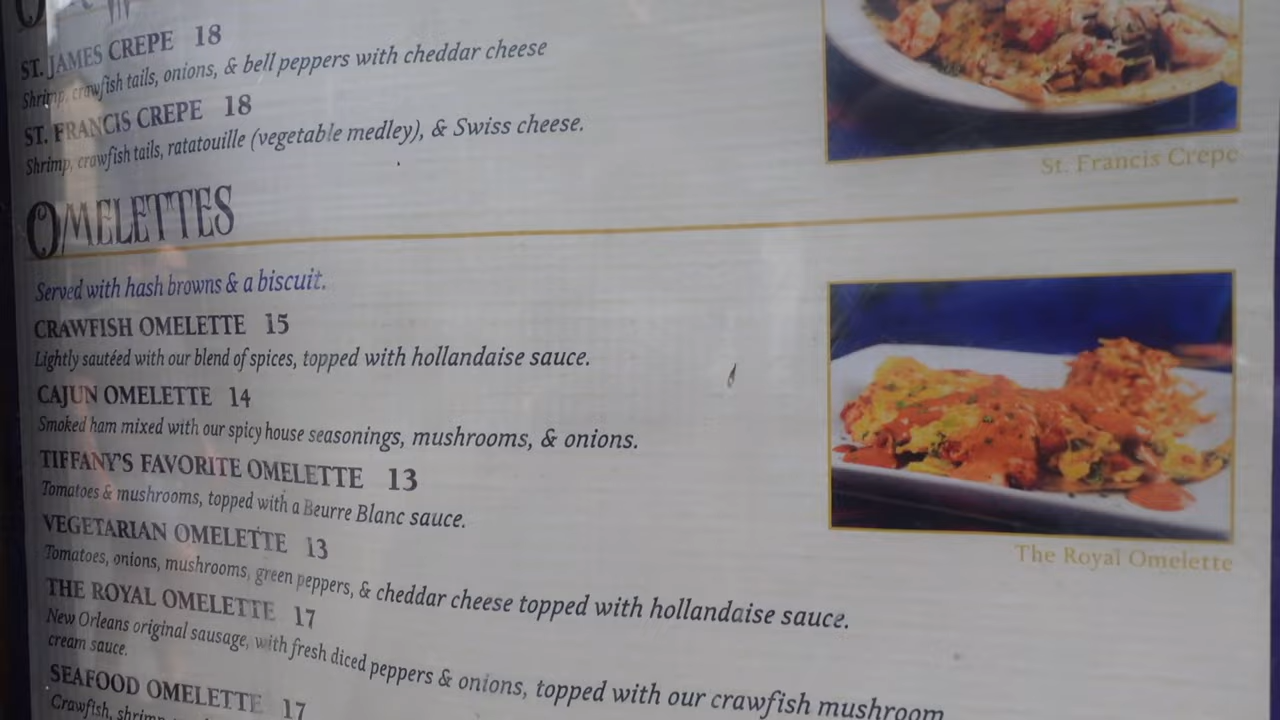 ST. JAMES CREPE 18
Shrimp, crawfish tails, onions, & bell peppers with cheddar cheese
ST. FRANCIS CREPE 18
Shrimp, crawfish tails, ratatouille (vegetable medley), & Swiss cheese.
St. Francis Crepe
OMELETTES
Served with hash browns & a biscuit.
CRAWFISH OMELETTE 15
Lightly sautéed with our blend of spices, topped with hollandaise sauce.
CAJUN OMELETTE 14
Smoked ham mixed with our spicy house seasonings, mushrooms, & onions.
TIFFANY'S FAVORITE OMELETTE 13
Tomatoes & mushrooms, topped with a Beurre Blanc sauce.
VEGETARIAN OMELETTE 13
Tomatoes, onions, mushrooms, green peppers, & cheddar cheese topped with hollandaise sauce.
The Royal Omelette
THE ROYAL OMELETTE 17
New Orleans original sausage, with fresh diced peppers & onions, topped with our crawfish mushroom
cream sauce.
SEAFOOD OMELETTE 17
Crawfish, shrimp